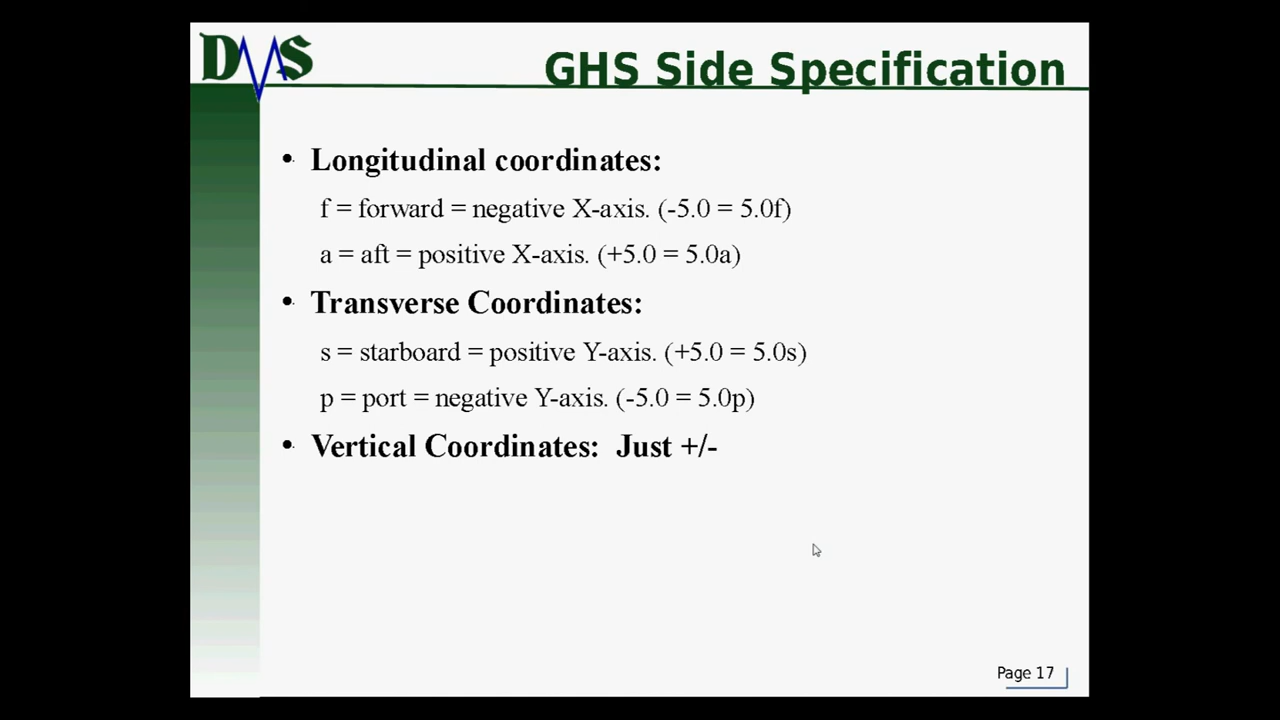 DMS
GHS Side Specification
• Longitudinal coordinates:
f = forward = negative X-axis. (-5.0 = 5.0f)
a = aft = positive X-axis. (+5.0 = 5.0a)
• Transverse Coordinates:
s = starboard = positive Y-axis. (+5.0 = 5.0s)
p = port = negative Y-axis. (-5.0 = 5.0p)
• Vertical Coordinates:  Just +/-
Page 17